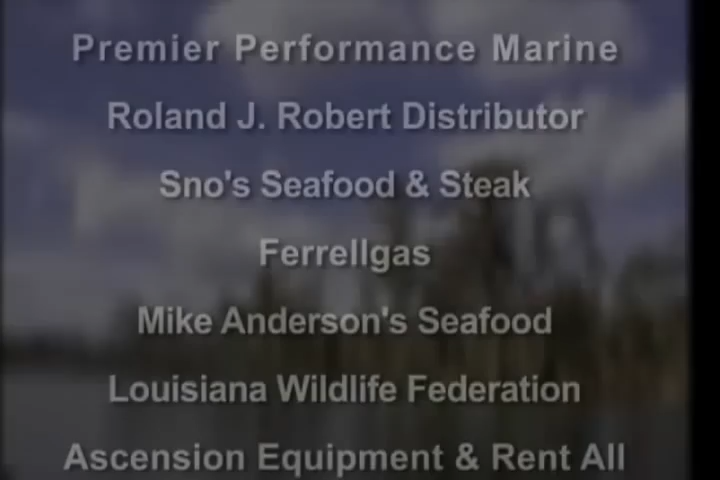 Premier Performance Marine
Roland J. Robert Distributor
Sno's Seafood & Steak
Ferrellgas
Mike Anderson's Seafood
Louisiana Wildlife Federation
Ascension Equipment & Rent All